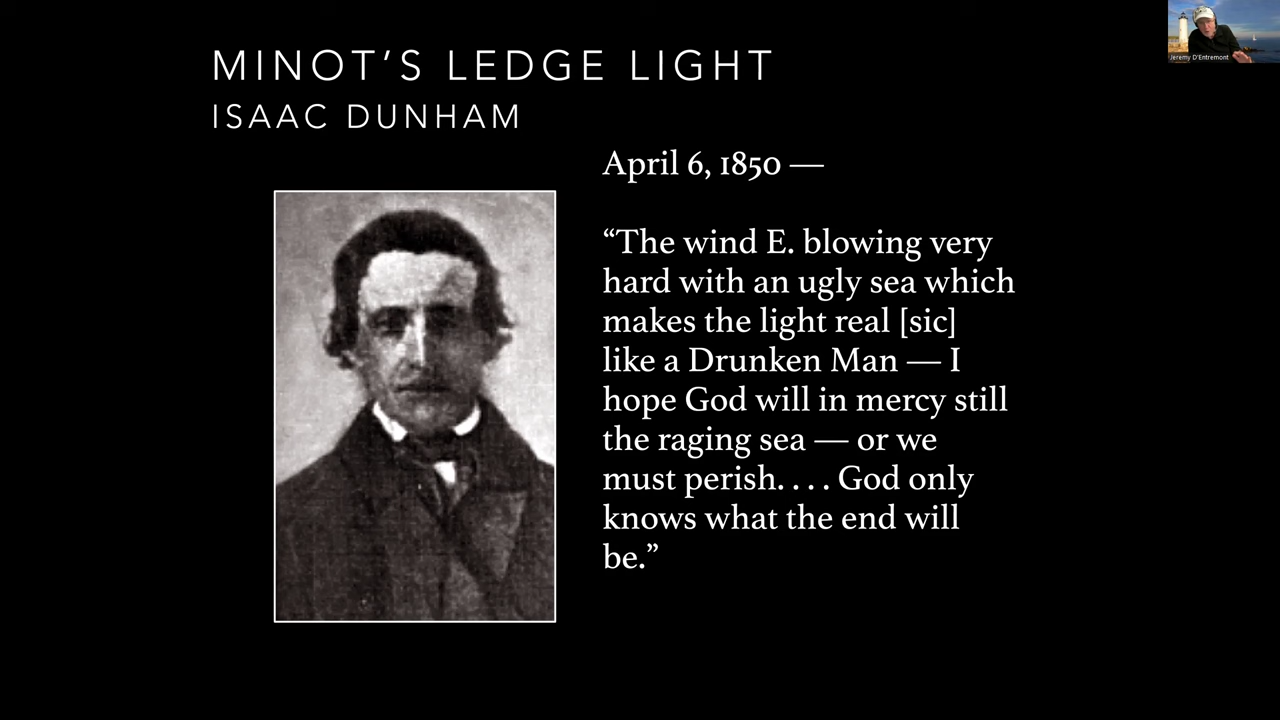 MINOT’S LEDGE LIGHT
ISAAC DUNHAM
April 6, 1850 —
“The wind E. blowing very
hard with an ugly sea which
makes the light real [sic]
like a Drunken Man — I
hope God will in mercy still
the raging sea — or we
must perish. . . . God only
knows what the end will
be.”
Jeremy D'Entremont